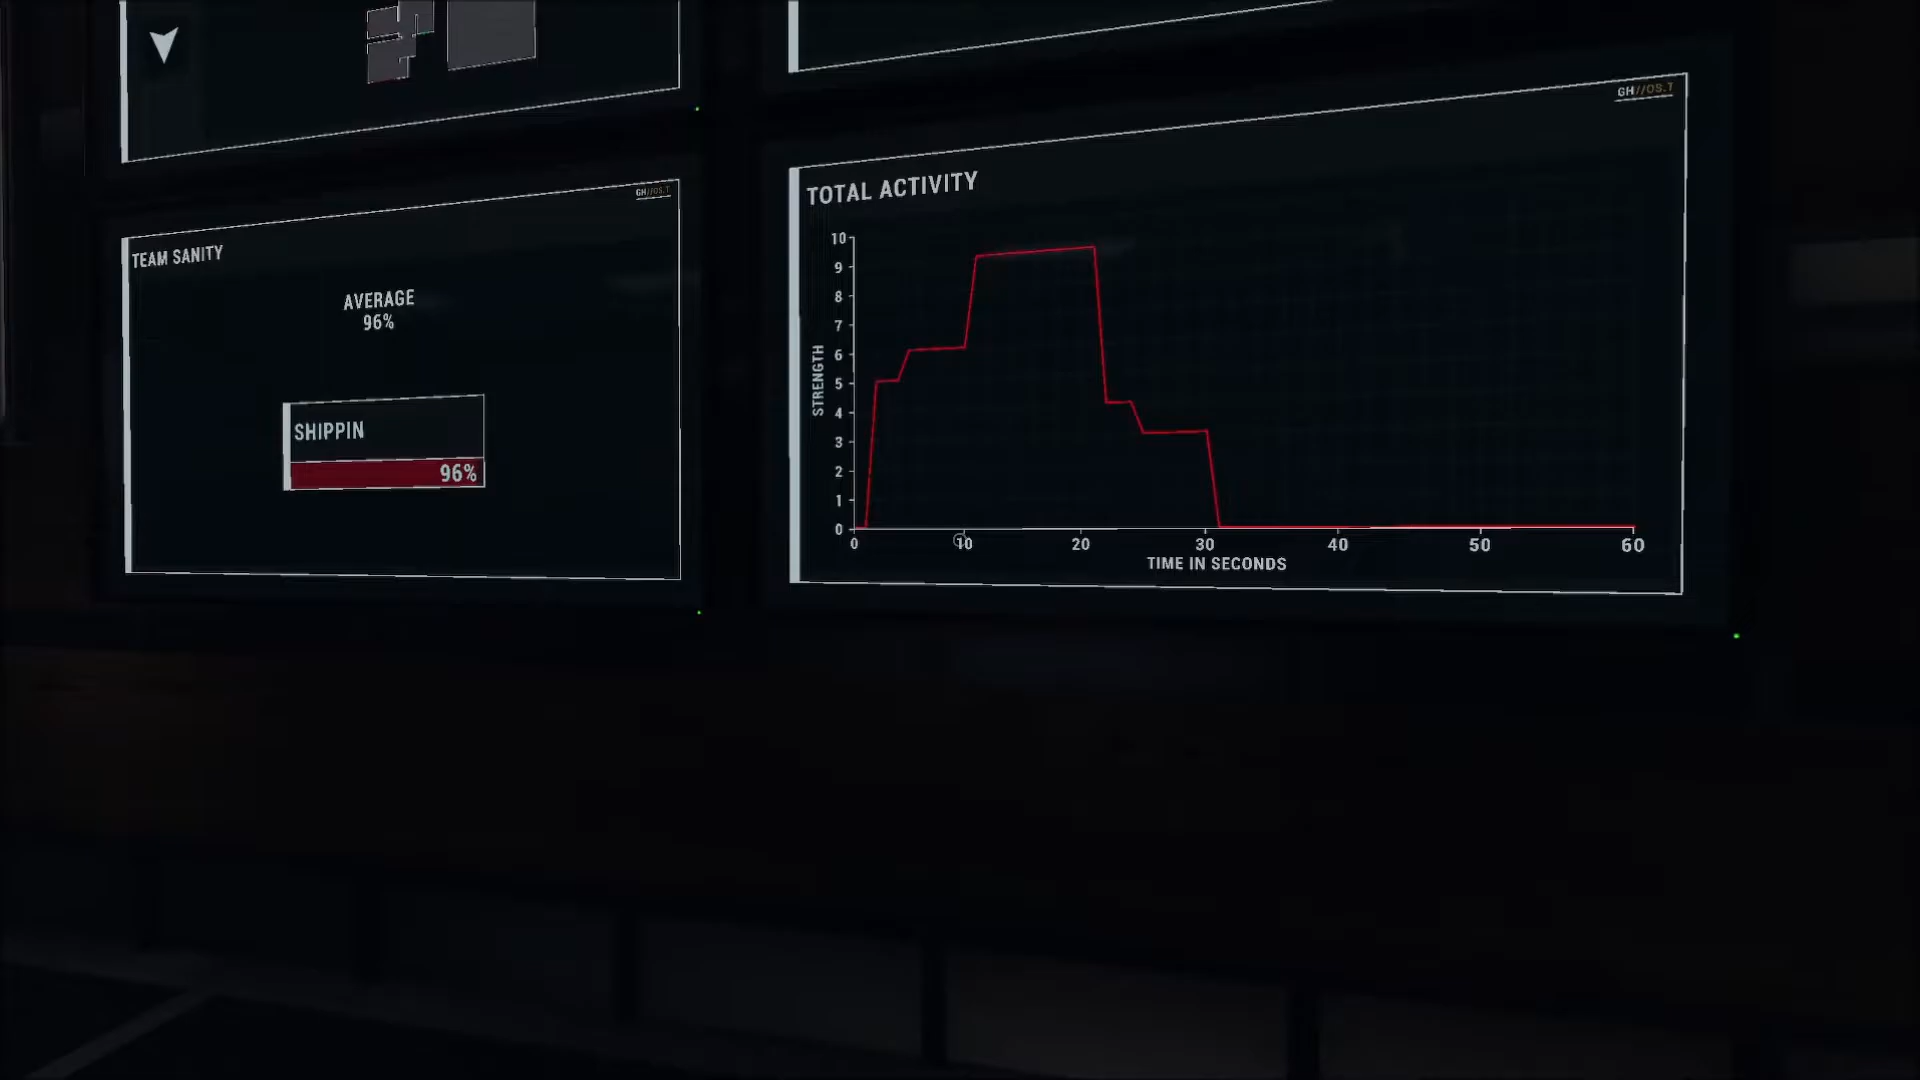 GH//OS.T
TEAM SANITY
AVERAGE
96%
SHIPPIN
96%
GH//OS.T
TOTAL ACTIVITY
10
9
8
7
6
5
4
3
2
1
0
STRENGTH
0 10 20 30 40 50 60
TIME IN SECONDS